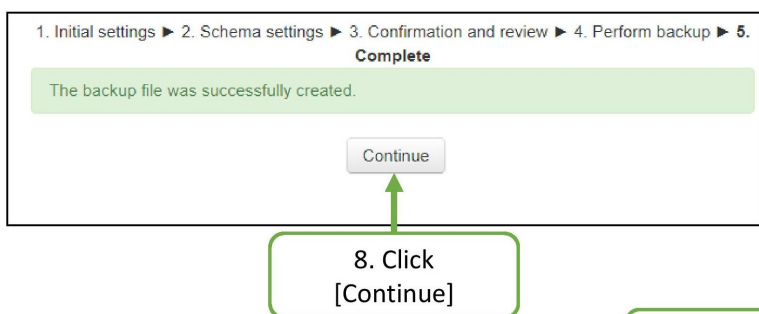 1. Initial settings ► 2. Schema settings ► 3. Confirmation and review ► 4. Perform backup ► 5.
Complete
The backup file was successfully created.
Continue
8. Click
[Continue]